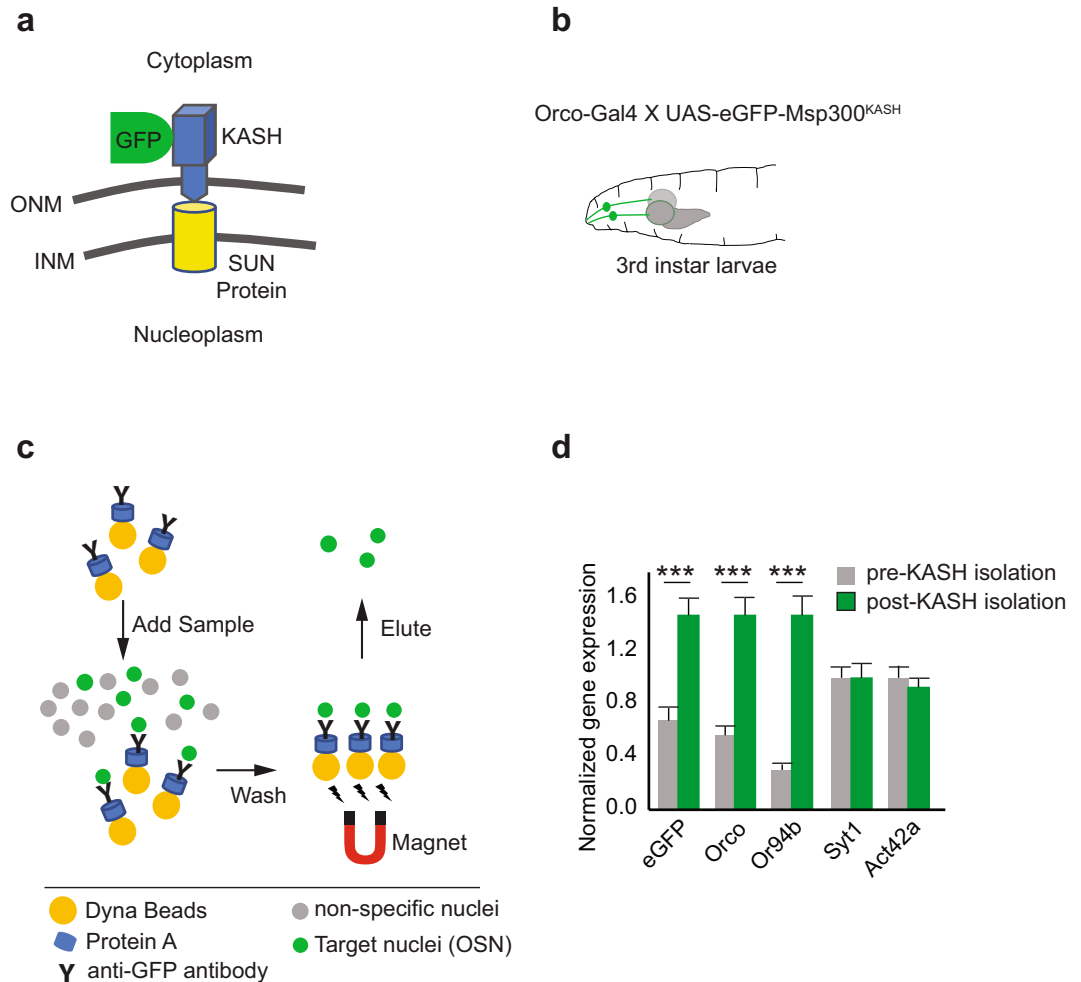 a
Cytoplasm
GFP
KASH
ONM
INM
SUN
Protein
Nucleoplasm
b
Orco-Gal4 X UAS-eGFP-Msp300KASH
3rd instar larvae
c
Add Sample
Elute
Wash
Magnet
Dyna Beads
Protein A
anti-GFP antibody
non-specific nuclei
Target nuclei (OSN)
d
Normalized gene expression
1.6
1.2
0.8
0.4
0.0
*** *** ***
pre-KASH isolation
post-KASH isolation
eGFP
Orco
Or94b
Syt1
Act42a